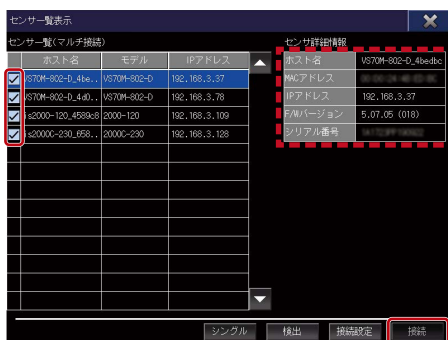 センサ一覧表示
センサ一覧(マルチ接続)
ホスト名 モデル IPアドレス
VS70M-802-D_4be.. VS70M-802-D 192.168.3.37
VS70M-802-D_4d0.. VS70M-802-D 192.168.3.78
is2000-120_4589c8 2000-120 192.168.3.109
is2000C-230_658.. 2000C-230 192.168.3.128
センサ詳細情報
ホスト名 VS70M-802-D_4bedbc
MACアドレス
IPアドレス 192.168.3.37
F/Wバージョン 5.07.05 (018)
シリアル番号
シングル 検出 接続設定 接続